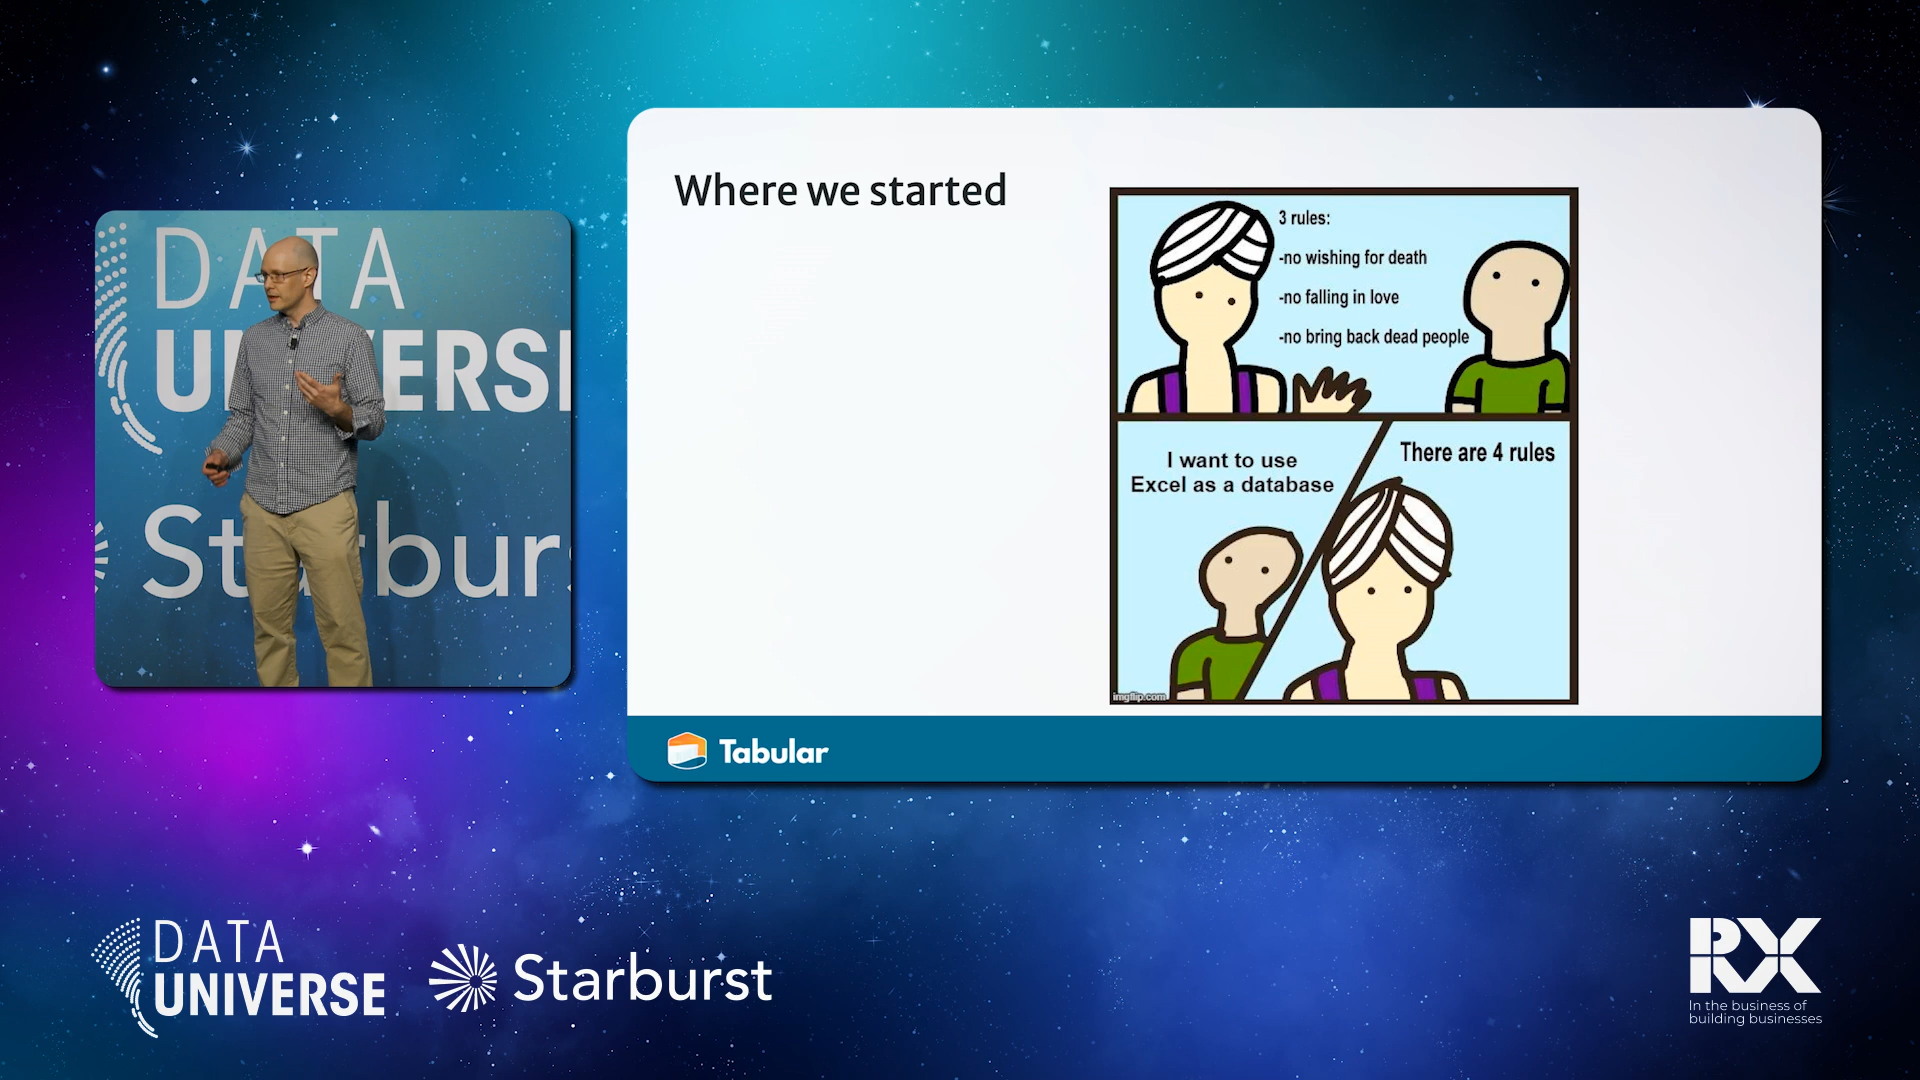 DATA
UNIVERSE
Starburst
Where we started
3 rules:
-no wishing for death
-no falling in love
-no bring back dead people
I want to use
Excel as a database
There are 4 rules
imgflip.com
Tabular
DATA
UNIVERSE
Starburst
RX
In the business of
building businesses